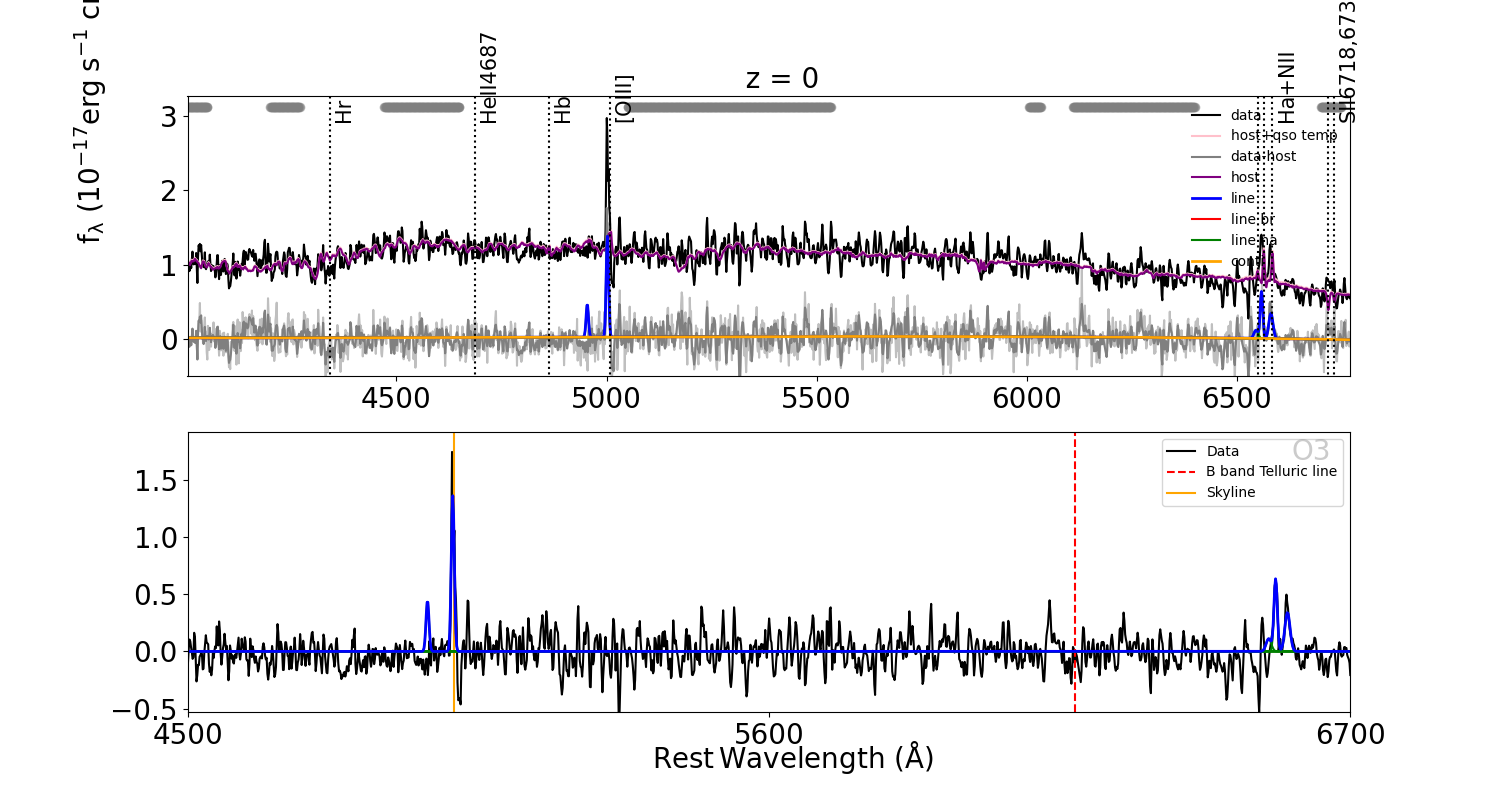 z = 0
f_λ (10^−17 erg s^−1 c
Hr
HeII4687
Hb
[OIII]
Ha+NII
SII6718,673
3
2
1
0
data
host+qso temp
data-host
host
line
line br
line na
cont
4500
5000
5500
6000
6500
O3
Data
B band Telluric line
Skyline
1.5
1.0
0.5
0.0
−0.5
4500
5600
6700
Rest Wavelength (Å)